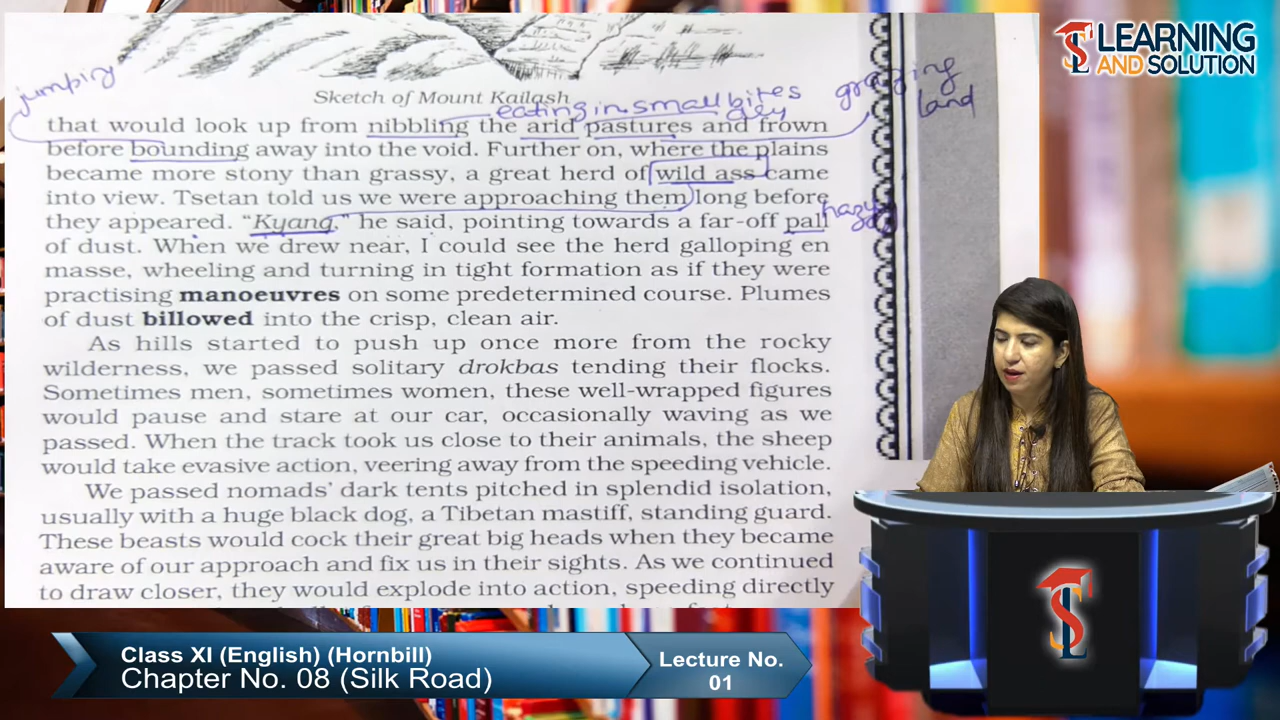 SL LEARNING
AND SOLUTION
jumping
Sketch of Mount Kailash
eating in small bites
dry
grazing
land
that would look up from nibbling the arid pastures and frown
before bounding away into the void. Further on, where the plains
became more stony than grassy, a great herd of wild ass came
into view. Tsetan told us we were approaching them long before
they appeared. “Kyang,” he said, pointing towards a far-off pall
hazy
of dust. When we drew near, I could see the herd galloping en
masse, wheeling and turning in tight formation as if they were
practising manoeuvres on some predetermined course. Plumes
of dust billowed into the crisp, clean air.
As hills started to push up once more from the rocky
wilderness, we passed solitary drokbas tending their flocks.
Sometimes men, sometimes women, these well-wrapped figures
would pause and stare at our car, occasionally waving as we
passed. When the track took us close to their animals, the sheep
would take evasive action, veering away from the speeding vehicle.
We passed nomads’ dark tents pitched in splendid isolation,
usually with a huge black dog, a Tibetan mastiff, standing guard.
These beasts would cock their great big heads when they became
aware of our approach and fix us in their sights. As we continued
to draw closer, they would explode into action, speeding directly
SL
Class XI (English) (Hornbill)
Chapter No. 08 (Silk Road)
Lecture No.
01